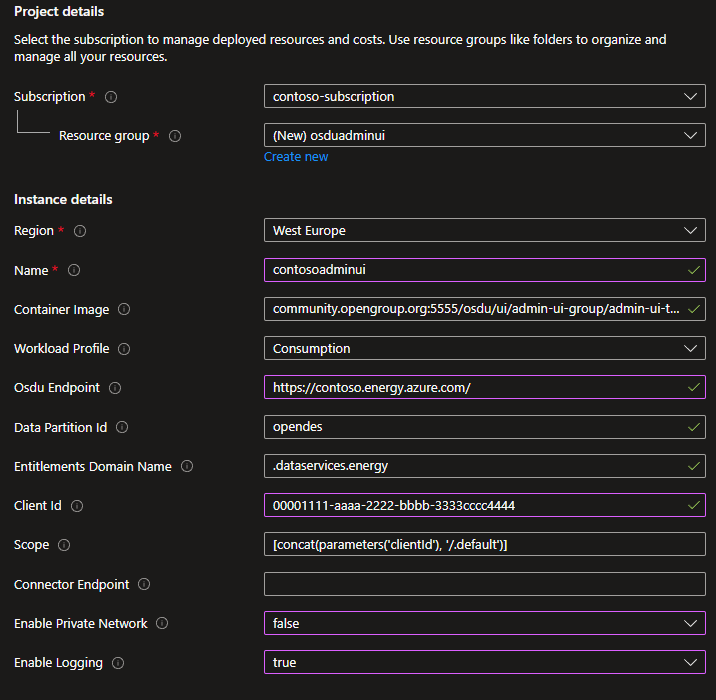 Project details
Select the subscription to manage deployed resources and costs. Use resource groups like folders to organize and
manage all your resources.
Subscription * contoso-subscription
Resource group * (New) osduadminui
Create new
Instance details
Region * West Europe
Name * contosoadminui
Container Image community.opengroup.org:5555/osdu/ui/admin-ui-group/admin-ui-t...
Workload Profile Consumption
Osdu Endpoint https://contoso.energy.azure.com/
Data Partition Id opendes
Entitlements Domain Name .dataservices.energy
Client Id 00001111-aaaa-2222-bbbb-3333cccc4444
Scope [concat(parameters('clientId'), '/.default')]
Connector Endpoint
Enable Private Network false
Enable Logging true